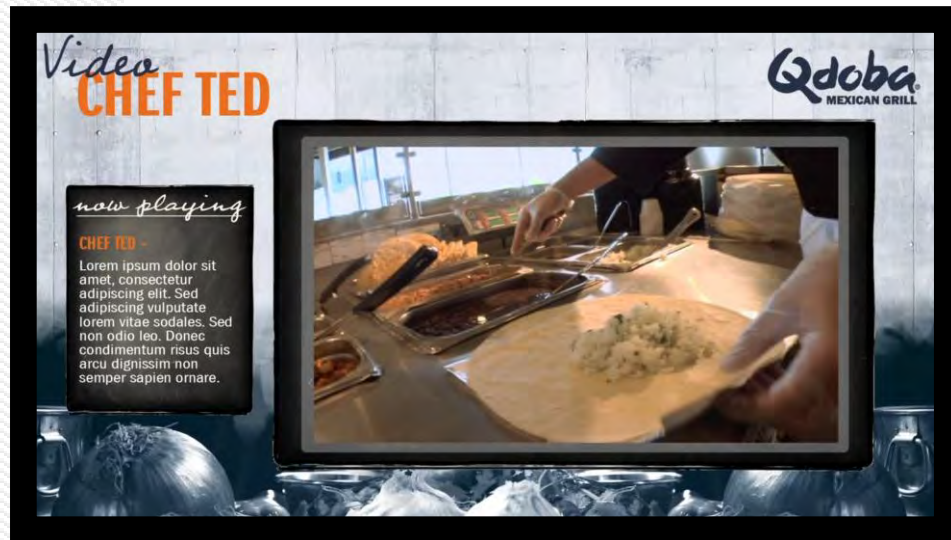 Video
CHEF TED
Qdoba
MEXICAN GRILL
now playing
CHEF TED -
Lorem ipsum dolor sit
amet, consectetur
adipiscing elit. Sed
adipiscing vulputate
lorem vitae sodales. Sed
non odio leo. Donec
condimentum risus quis
arcu dignissim non
semper sapien ornare.